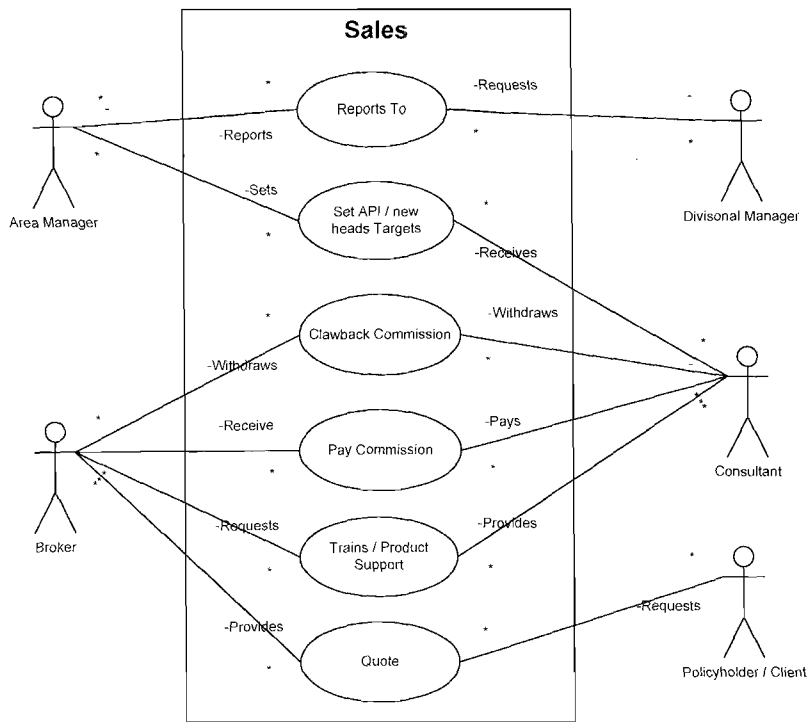 Sales
-Requests
Reports To
-Reports
Area Manager
Divisonal Manager
-Sets
Set API / new
heads Targets
-Receives
-Withdraws
Clawback Commission
-Withdraws
-Receive
-Pays
Pay Commission
Consultant
-Requests
-Provides
Broker
Trains / Product
Support
-Provides
-Requests
Quote
Policyholder / Client